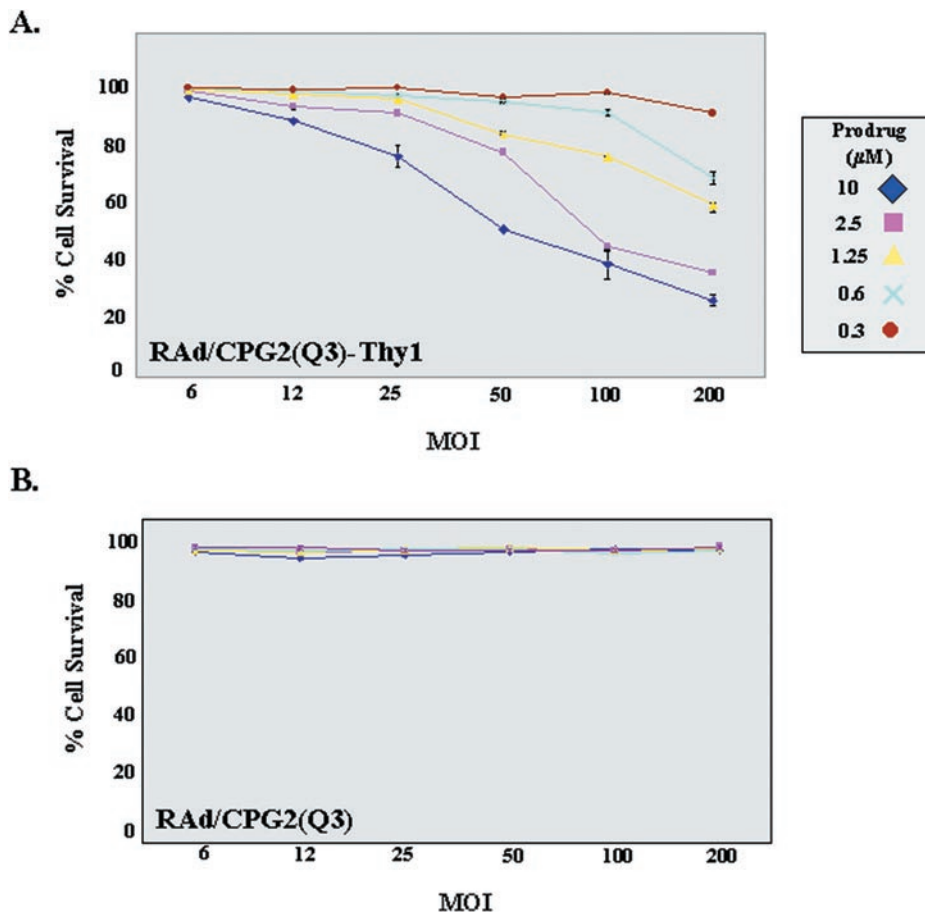 A.
% Cell Survival
100
80
60
40
20
0
RAd/CPG2(Q3)-Thy1
6 12 25 50 100 200
MOI
Prodrug
(µM)
10
2.5
1.25
0.6
0.3
B.
% Cell Survival
100
80
60
40
20
0
RAd/CPG2(Q3)
6 12 25 50 100 200
MOI